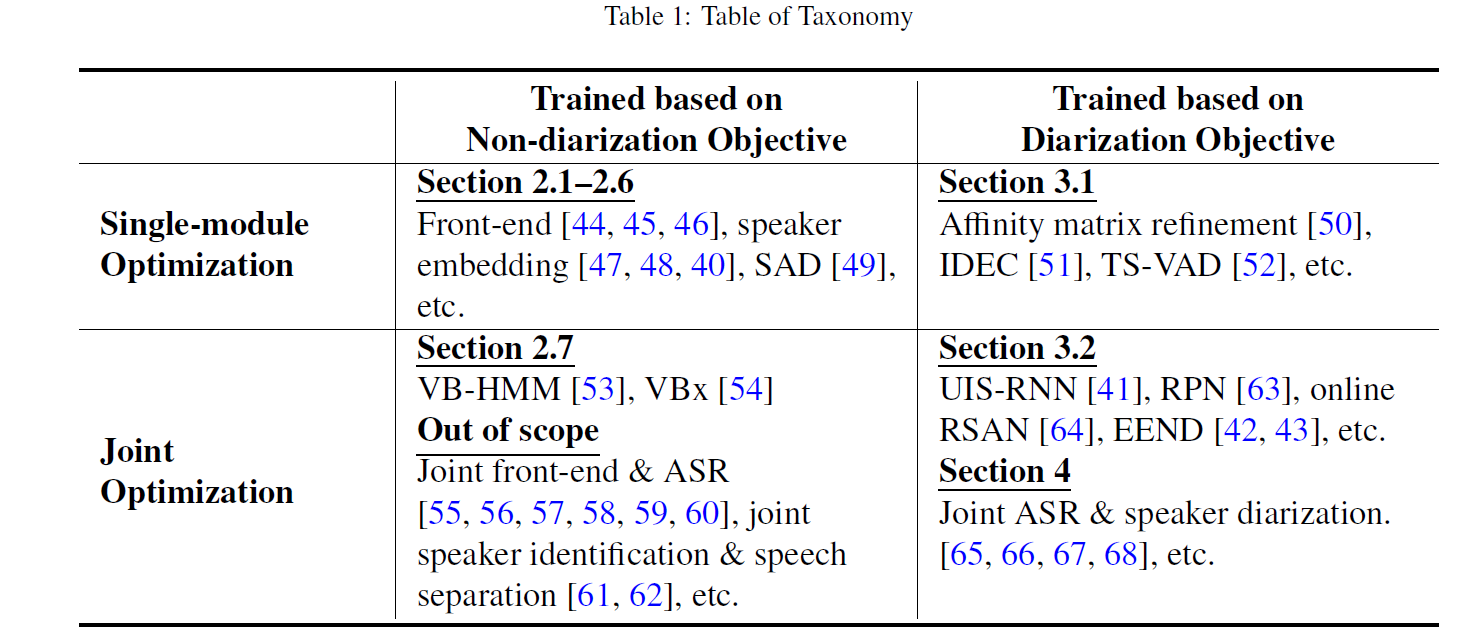 Table 1: Table of Taxonomy
Trained based on
Non-diarization Objective
Trained based on
Diarization Objective
Single-module
Optimization
Section 2.1–2.6
Front-end [44, 45, 46], speaker
embedding [47, 48, 40], SAD [49],
etc.
Section 3.1
Affinity matrix refinement [50],
IDEC [51], TS-VAD [52], etc.
Joint
Optimization
Section 2.7
VB-HMM [53], VBx [54]
Out of scope
Joint front-end & ASR
[55, 56, 57, 58, 59, 60], joint
speaker identification & speech
separation [61, 62], etc.
Section 3.2
UIS-RNN [41], RPN [63], online
RSAN [64], EEND [42, 43], etc.
Section 4
Joint ASR & speaker diarization.
[65, 66, 67, 68], etc.